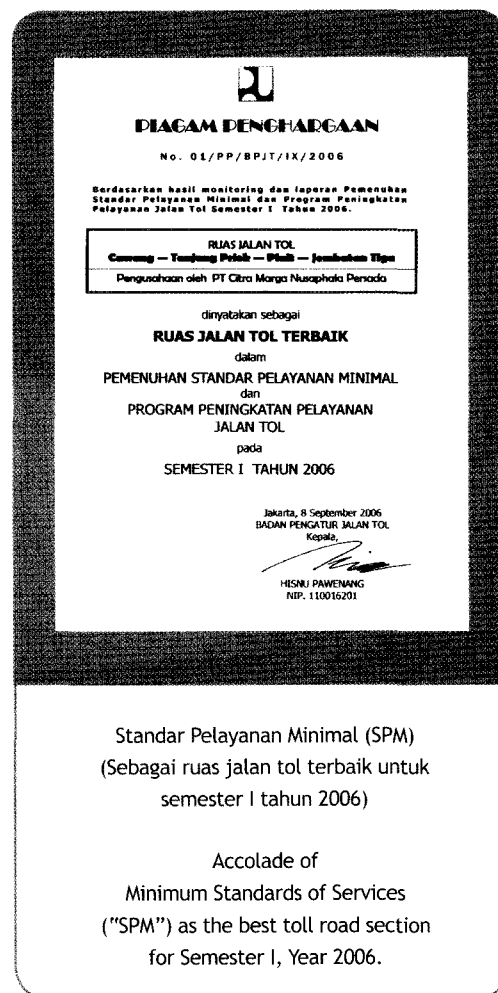 PIAGAM PENGHARGAAN
No. 01/PP/BPJT/IX/2006
Berdasarkan hasil monitoring dan laporan Pemenuhan
Standar Pelayanan Minimal dan Program Peningkatan
Pelayanan Jalan Tol Semester I Tahun 2006.
RUAS JALAN TOL
Cawang — Tanjung Priok — Pluit — Jembatan Tiga
Pengusahaan oleh PT Citra Marga Nusaphala Persada
dinyatakan sebagai
RUAS JALAN TOL TERBAIK
dalam
PEMENUHAN STANDAR PELAYANAN MINIMAL
dan
PROGRAM PENINGKATAN PELAYANAN
JALAN TOL
pada
SEMESTER I TAHUN 2006
Jakarta, 8 September 2006
BADAN PENGATUR JALAN TOL
Kepala,
HISNU PAWENANG
NIP. 110016201
Standar Pelayanan Minimal (SPM)
(Sebagai ruas jalan tol terbaik untuk
semester I tahun 2006)
Accolade of
Minimum Standards of Services
("SPM") as the best toll road section
for Semester I, Year 2006.